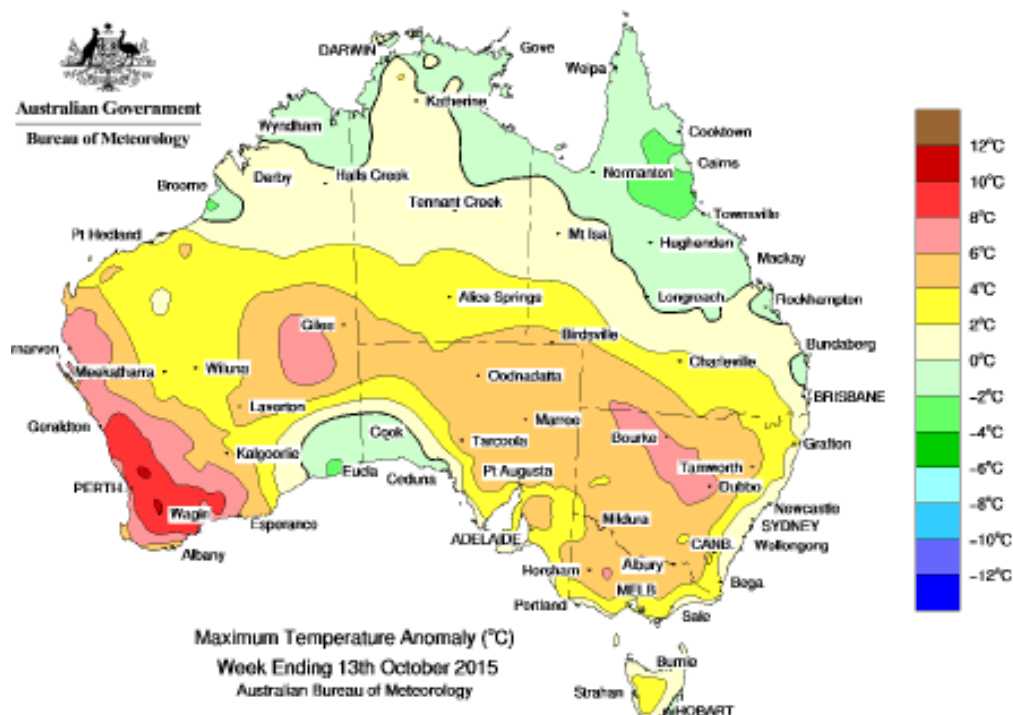 Australian Government
Bureau of Meteorology
DARWIN
Gove
Weipa
Katherine
Wyndham
Cooktown
Cairns
Normanton
Derby
Halls Creek
Broome
Tennant Creek
Townsville
Mt Isa
Hughenden
Pt Hedland
Mackay
Alice Springs
Longreach
Rockhampton
Giles
Birdsville
Bundaberg
marvon
Meekatharra
Wiluna
Charleville
Oodnadatta
BRISBANE
Laverton
Marree
Geraldton
Cook
Bourke
Grafton
Kalgoorlie
Tarcoola
Eucla
Pt Augusta
Tamworth
Ceduna
PERTH
Dubbo
Wagin
Newcastle
Esperance
Mildura
SYDNEY
ADELAIDE
CANB.
Wollongong
Albany
Horsham
Albury
MELB
Bega
Portland
Sale
Burnie
Strahan
HOBART
12°C
10°C
8°C
6°C
4°C
2°C
0°C
-2°C
-4°C
-6°C
-8°C
-10°C
-12°C
Maximum Temperature Anomaly (°C)
Week Ending 13th October 2015
Australian Bureau of Meteorology